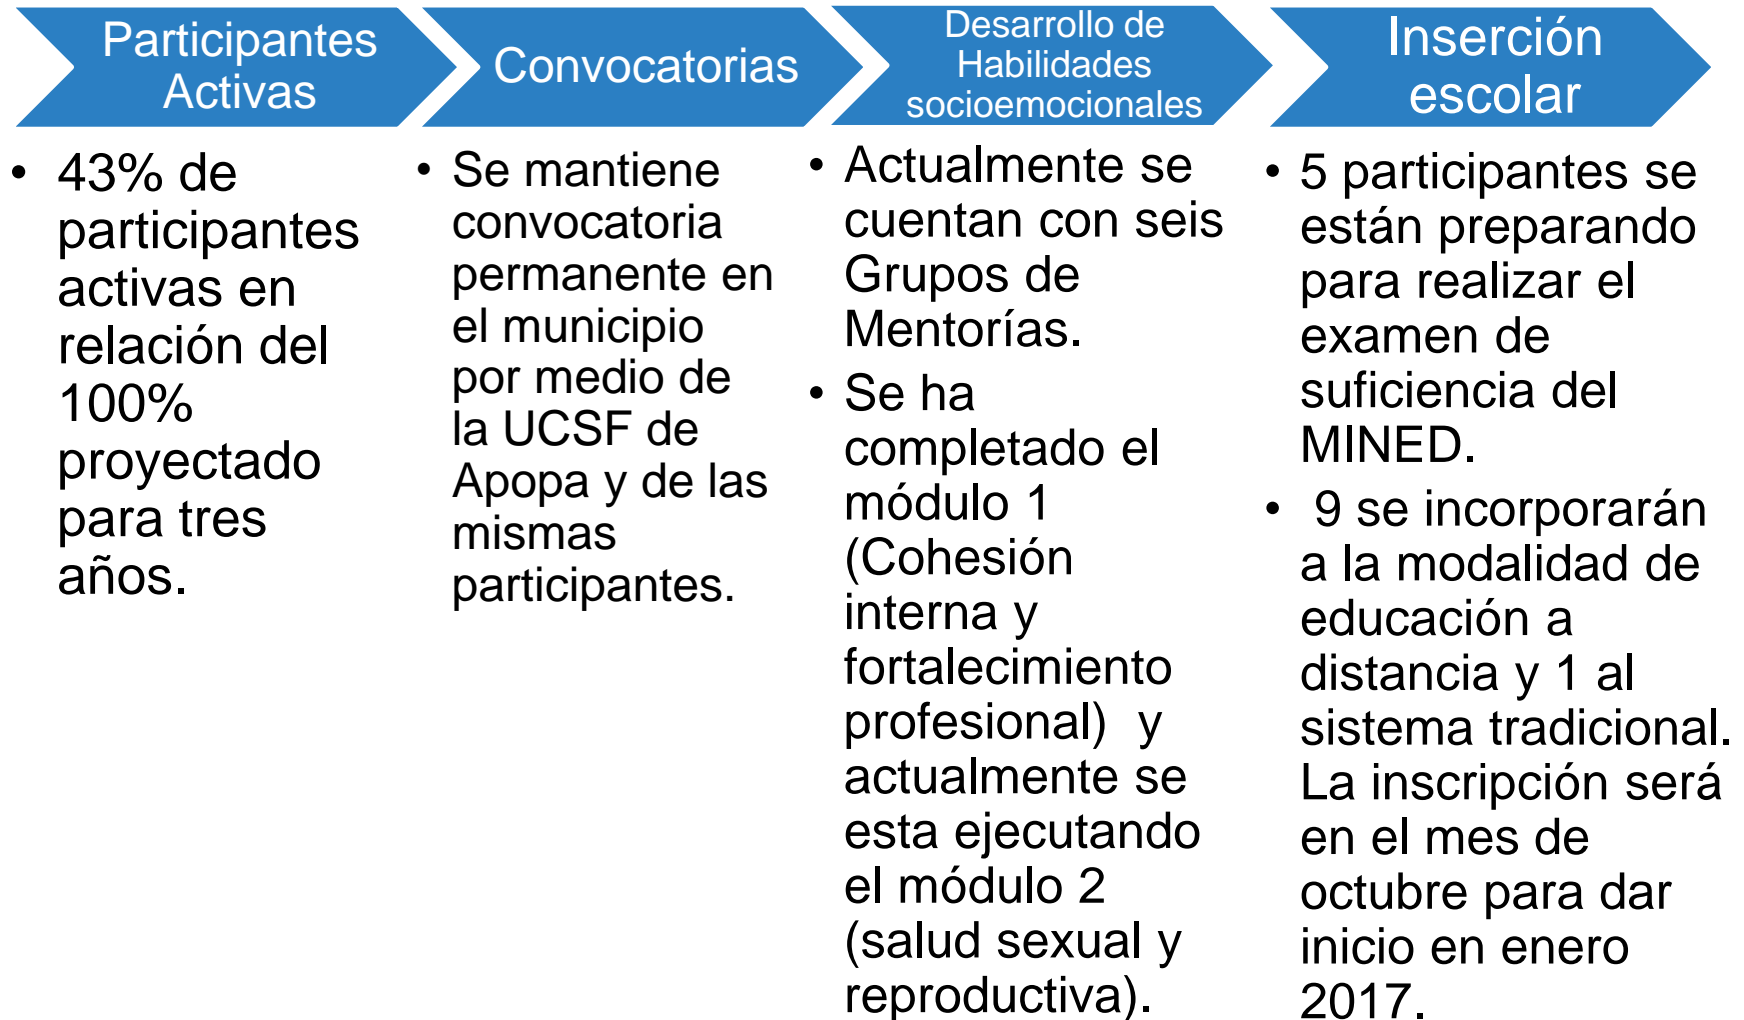 Participantes
Activas
Convocatorias
Desarrollo de
Habilidades
socioemocionales
Inserción
escolar
• 43% de
participantes
activas en
relación del
100%
proyectado
para tres
años.
• Se mantiene
convocatoria
permanente en
el municipio
por medio de
la UCSF de
Apopa y de las
mismas
participantes.
• Actualmente se
cuentan con seis
Grupos de
Mentorías.
• Se ha
completado el
módulo 1
(Cohesión
interna y
fortalecimiento
profesional) y
actualmente se
esta ejecutando
el módulo 2
(salud sexual y
reproductiva).
• 5 participantes se
están preparando
para realizar el
examen de
suficiencia del
MINED.
• 9 se incorporarán
a la modalidad de
educación a
distancia y 1 al
sistema tradicional.
La inscripción será
en el mes de
octubre para dar
inicio en enero
2017.